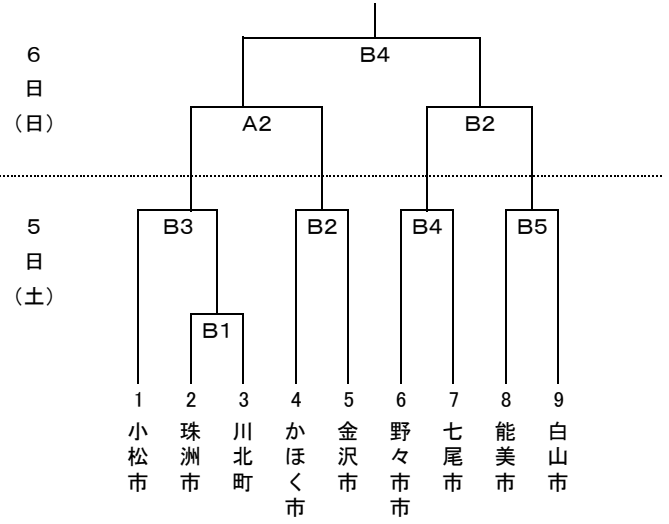 B4
6
日
(日)
A2
B2
5
日
(土)
B3
B2
B4
B5
B1
1
2
3
4
5
6
7
8
9
小松市
珠洲市
川北町
かほく市
金沢市
野々市市
七尾市
能美市
白山市